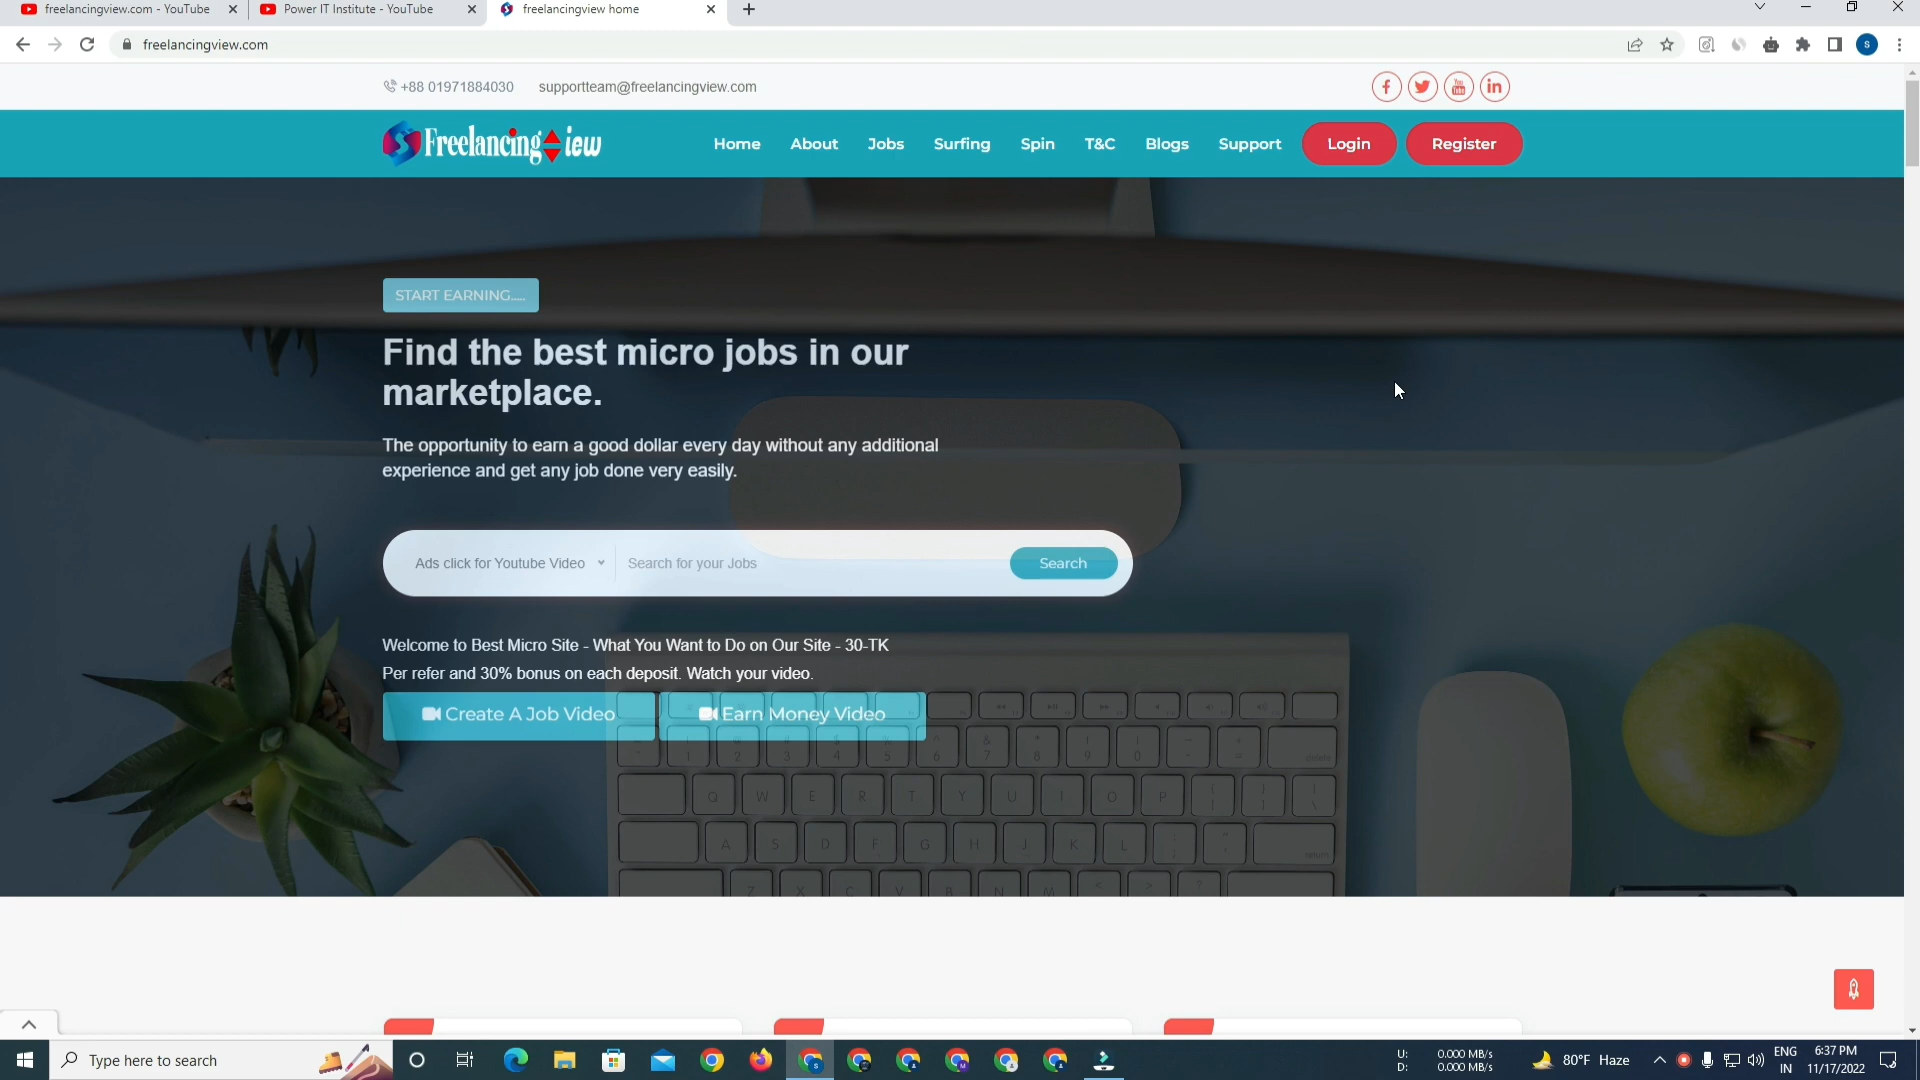 freelancingview.com - YouTube
Power IT Institute - YouTube
freelancingview home
freelancingview.com
S
+88 01971884030 supportteam@freelancingview.com
Freelancing iew
Home About Jobs Surfing Spin T&C Blogs Support Login Register
START EARNING.....
Find the best micro jobs in our
marketplace.
The opportunity to earn a good dollar every day without any additional
experience and get any job done very easily.
Ads click for Youtube Video Search for your Jobs Search
Welcome to Best Micro Site - What You Want to Do on Our Site - 30-TK
Per refer and 30% bonus on each deposit. Watch your video.
Create A Job Video Earn Money Video
Q W E R T Y U I O P
A S D F G H J K L
Z X C V B N M
Type here to search
U: 0.000 MB/s
D: 0.000 MB/s
80°F Haze
ENG
IN
6:37 PM
11/17/2022